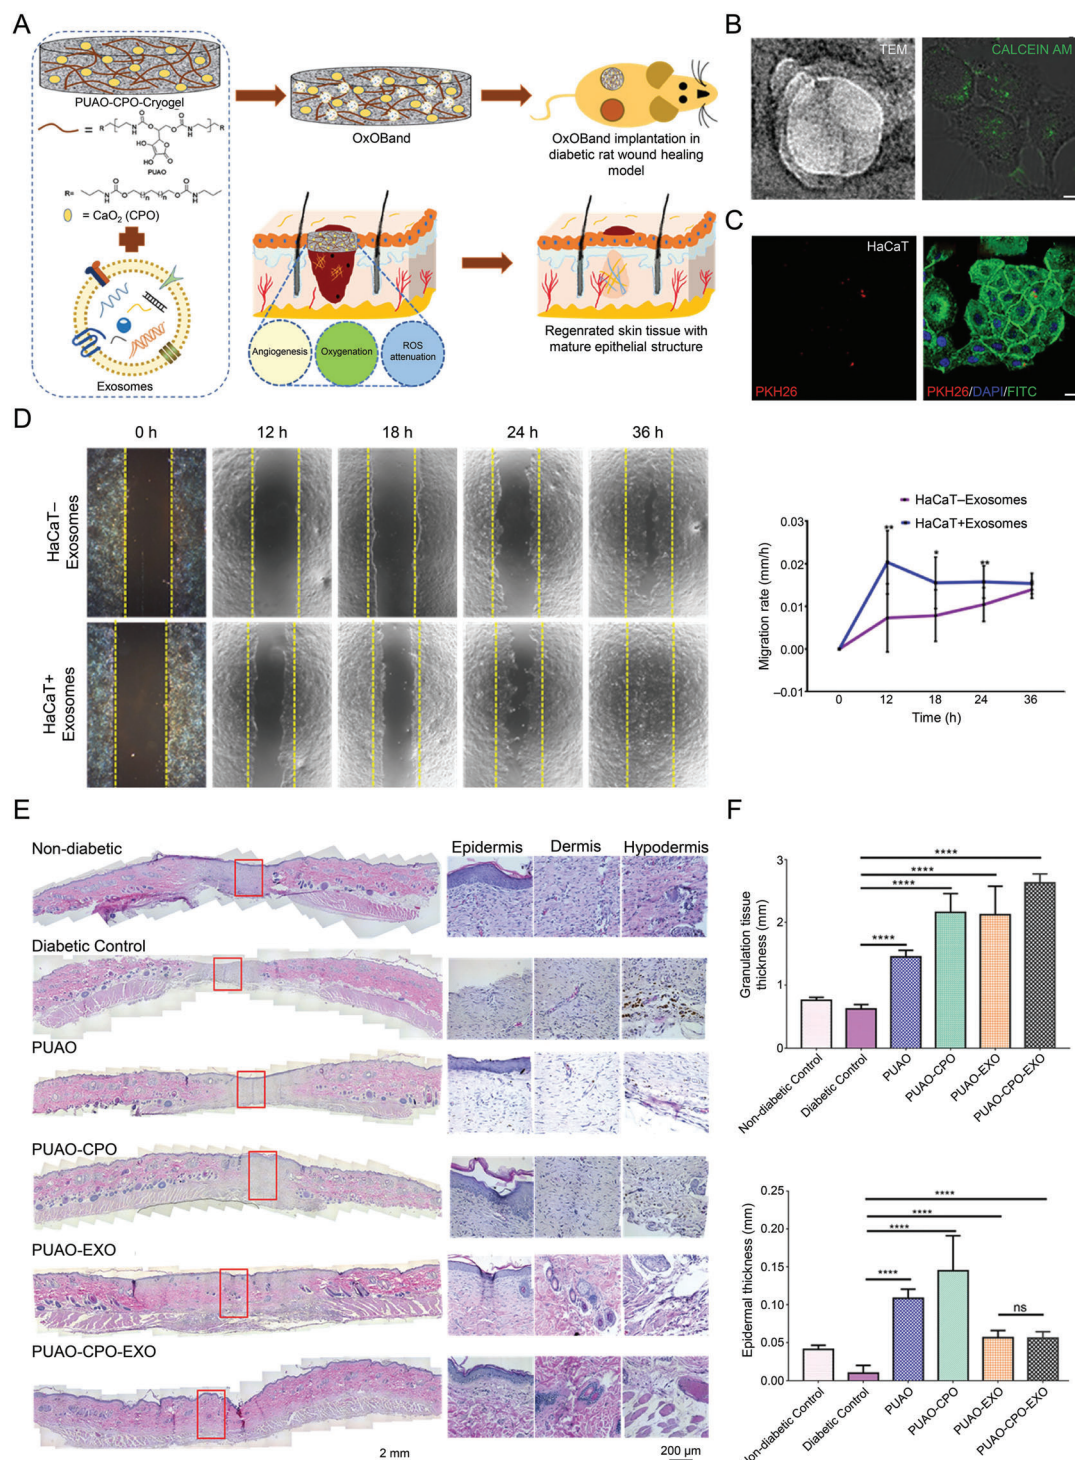 A
PUAO-CPO-Cryogel
OxOBand
OxOBand implantation in
diabetic rat wound healing
model
PUAO
= CaO₂ (CPO)
Exosomes
Angiogenesis
Oxygenation
ROS
attenuation
Regenrated skin tissue with
mature epithelial structure
B
TEM
CALCEIN AM
C
HaCaT
PKH26
PKH26/DAPI/FITC
D
0 h
12 h
18 h
24 h
36 h
HaCaT–
Exosomes
HaCaT+
Exosomes
HaCaT–Exosomes
HaCaT+Exosomes
Migration rate (mm/h)
0.03
0.02
0.01
0.00
–0.01
**
*
**
0
12
18
24
36
Time (h)
E
Non-diabetic
Epidermis
Dermis
Hypodermis
Diabetic Control
PUAO
PUAO-CPO
PUAO-EXO
PUAO-CPO-EXO
2 mm
200 µm
F
Granulation tissue
thickness (mm)
3
2
1
0
****
****
****
****
Non-diabetic Control
Diabetic Control
PUAO
PUAO-CPO
PUAO-EXO
PUAO-CPO-EXO
Epidermal thickness (mm)
0.25
0.20
0.15
0.10
0.05
0.00
****
****
****
****
ns
Non-diabetic Control
Diabetic Control
PUAO
PUAO-CPO
PUAO-EXO
PUAO-CPO-EXO